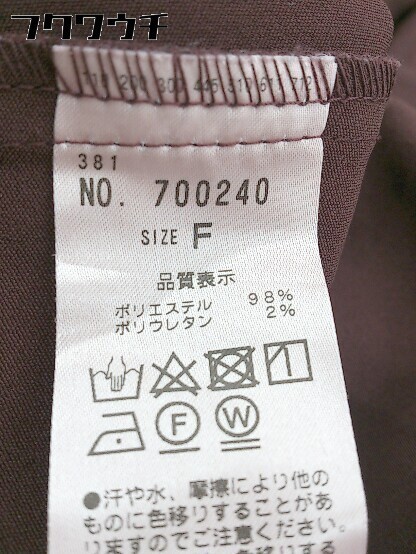 フクワウチ
381
NO. 700240
SIZE F
品質表示
ポリエステル 98%
ポリウレタン 2%
F W
●汗や水、摩擦により他の
ものに色移りすることがあ
りますのでご注意ください。